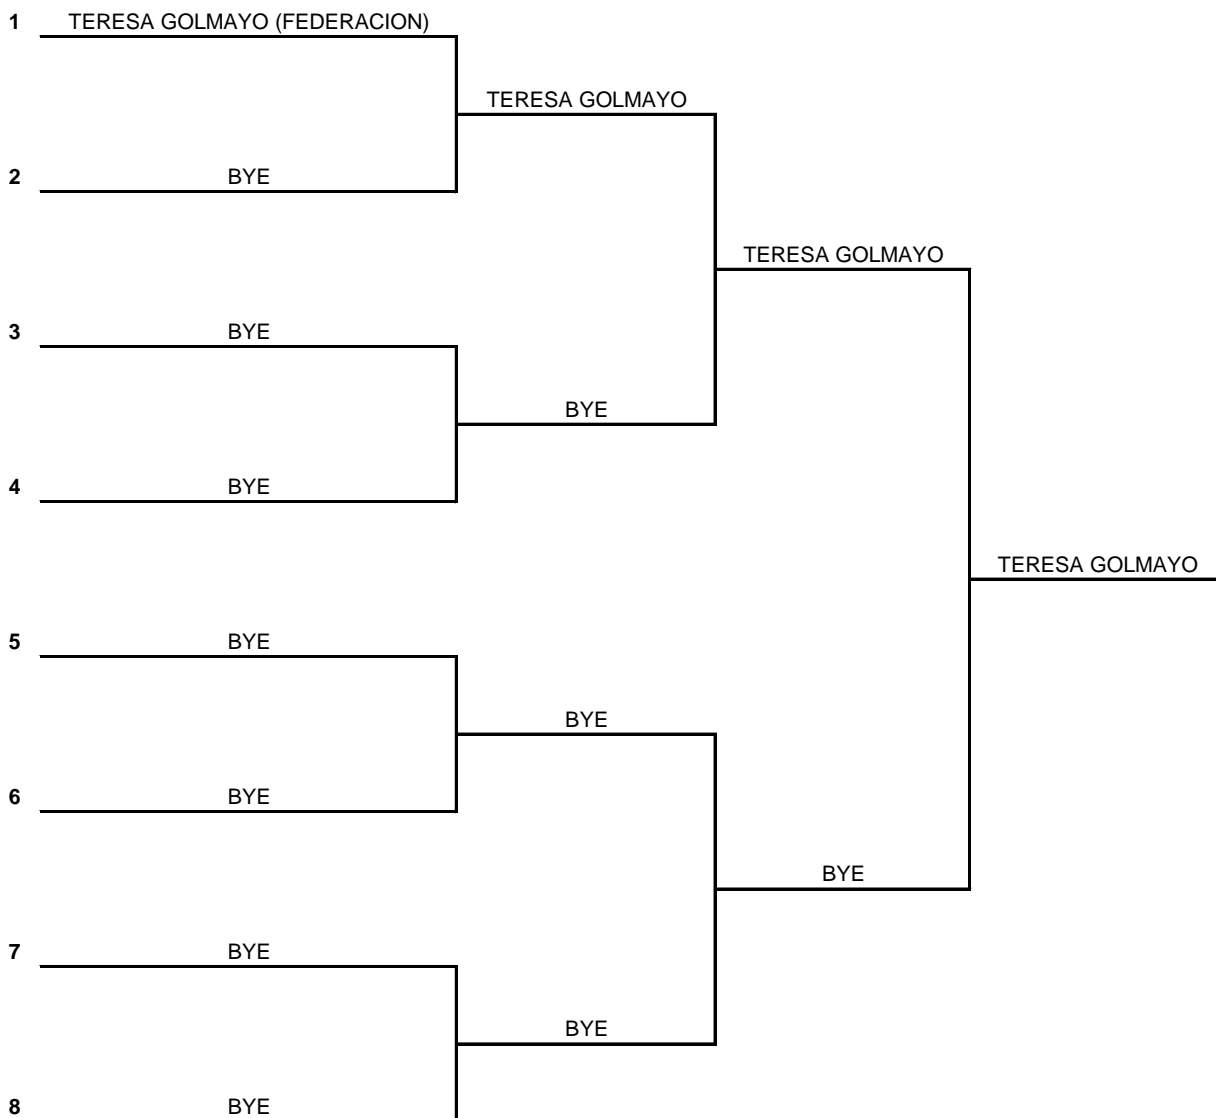 1 TERESA GOLMAYO (FEDERACION)
TERESA GOLMAYO
2 BYE
TERESA GOLMAYO
3 BYE
BYE
4 BYE
TERESA GOLMAYO
5 BYE
BYE
6 BYE
BYE
7 BYE
BYE
8 BYE